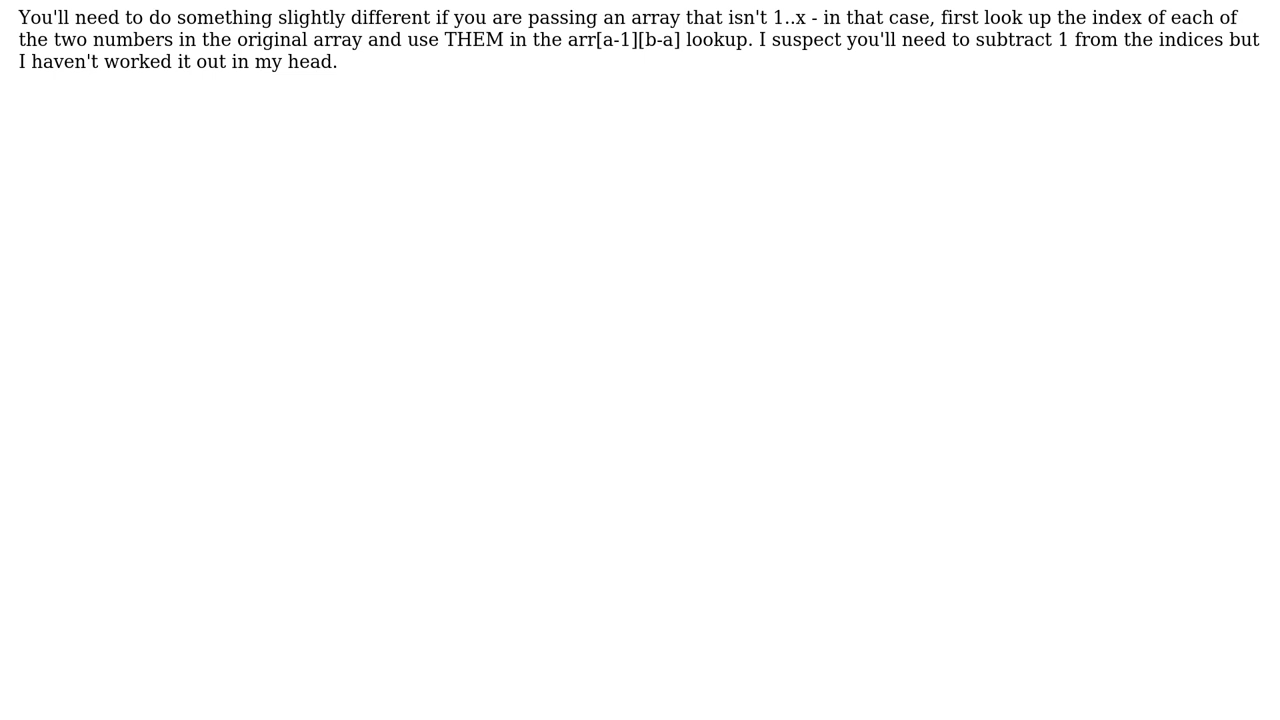 You'll need to do something slightly different if you are passing an array that isn't 1..x - in that case, first look up the index of each of
the two numbers in the original array and use THEM in the arr[a-1][b-a] lookup. I suspect you'll need to subtract 1 from the indices but
I haven't worked it out in my head.